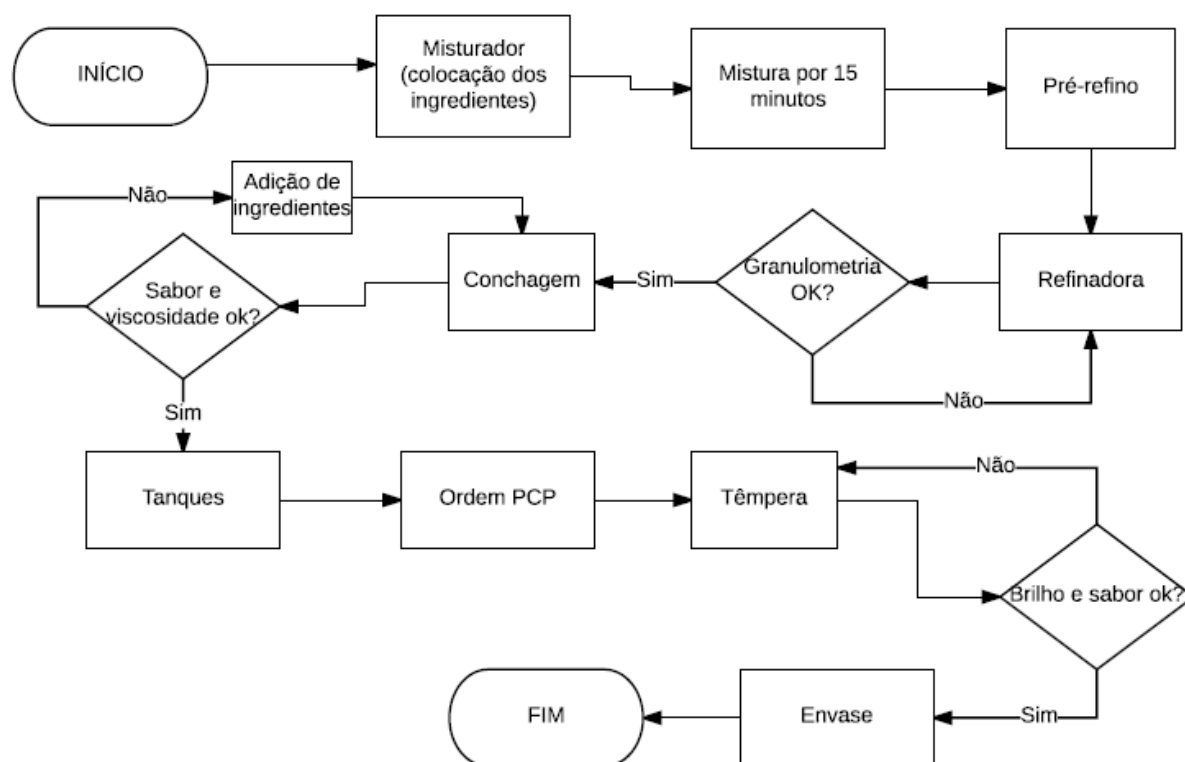 INÍCIO
Misturador
(colocação dos
ingredientes)
Mistura por 15
minutos
Pré-refino
Refinadora
Granulometria
OK?
Não
Sim
Conchagem
Sabor e
viscosidade ok?
Não
Adição de
ingredientes
Sim
Tanques
Ordem PCP
Têmpera
Brilho e sabor ok?
Não
Sim
Envase
FIM